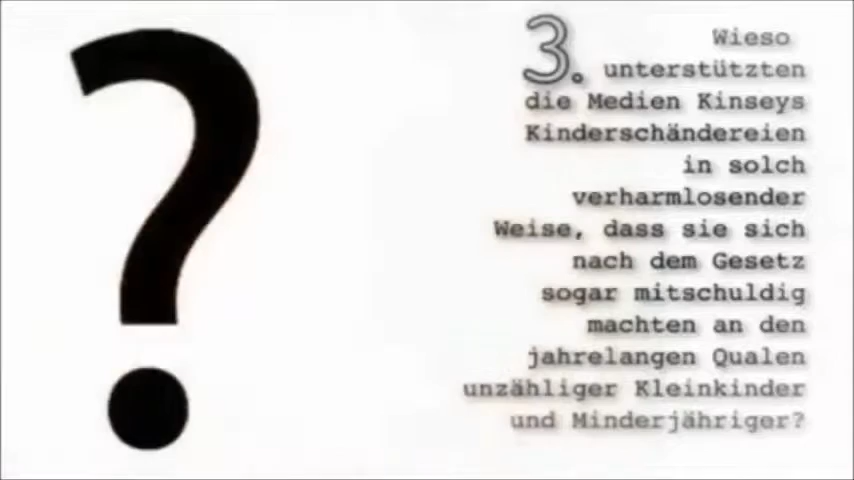 ?
3. Wieso
unterstützten
die Medien Kinseys
Kinderschändereien
in solch
verharmlosender
Weise, dass sie sich
nach dem Gesetz
sogar mitschuldig
machten an den
jahrelangen Qualen
unzähliger Kleinkinder
und Minderjähriger?